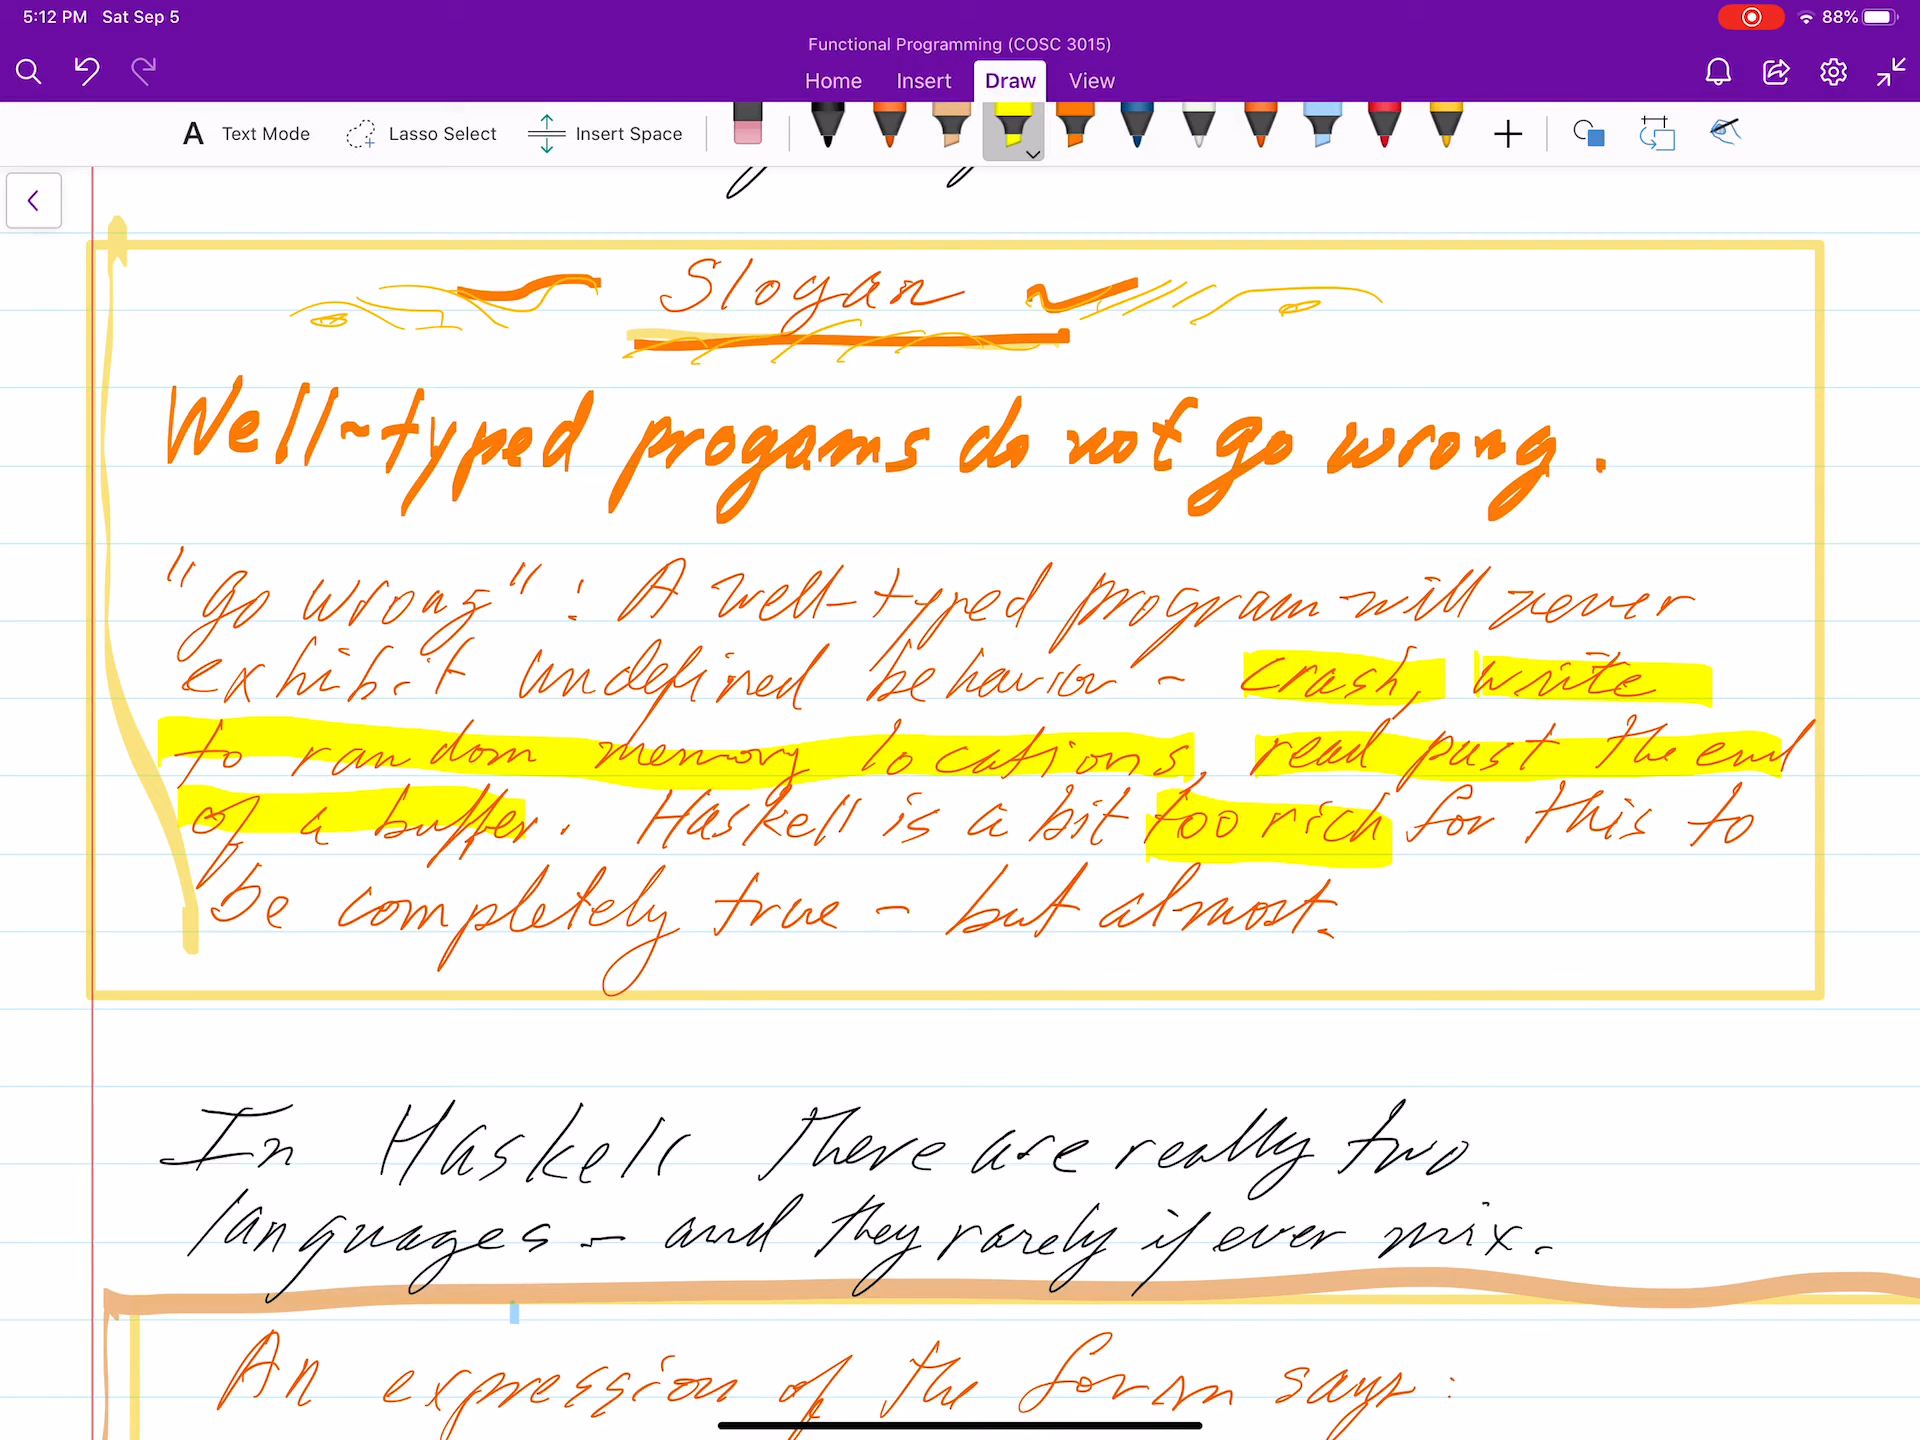 5:12 PM Sat Sep 5
88%
Functional Programming (COSC 3015)
Home Insert Draw View
A Text Mode Lasso Select Insert Space
Slogan
Well-typed progams do not go wrong.
"go wrong": A well-typed program will never
exhibit undefined behavior - crash, write
to random memory locations, read past the end
of a buffer. Haskell is a bit too rich for this to
be completely true - but almost.
In Haskell there are really two
languages - and they rarely if ever mix.
An expression of the form says: